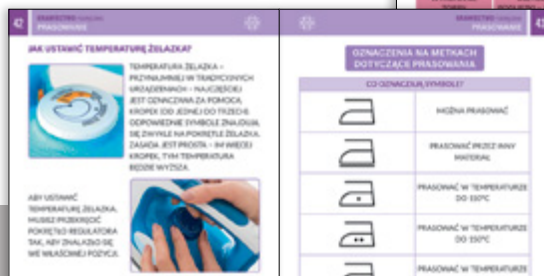 42
KRAWIECTWO
PRASOWANIE
JAK USTAWIĆ TEMPERATURĘ ŻELAZKA?
TEMPERATURA ŻELAZKA –
PRZYNAJMNIEJ W TRADYCYJNYCH
URZĄDZENIACH – NAJCZĘŚCIEJ
JEST OZNACZANA ZA POMOCĄ
KROPEK (OD JEDNEJ DO TRZECH).
ODPOWIEDNIE SYMBOLE ZNAJDUJĄ
SIĘ ZWYKLE NA POKRĘTLE ŻELAZKA.
ZASADA JEST PROSTA – IM WIĘCEJ
KROPEK, TYM TEMPERATURA
BĘDZIE WYŻSZA.
ABY USTAWIĆ
TEMPERATURĘ ŻELAZKA,
MUSISZ PRZEKRĘCIĆ
POKRĘTŁO REGULATORA
TAK, ABY ZNALAZŁO SIĘ
WE WŁAŚCIWEJ POZYCJI.
KRAWIECTWO
PRASOWANIE
43
OZNACZENIA NA METKACH
DOTYCZĄCE PRASOWANIA
CO OZNACZAJĄ SYMBOLE?
MOŻNA PRASOWAĆ
PRASOWAĆ PRZEZ INNY
MATERIAŁ
PRASOWAĆ W TEMPERATURZE
DO 110°C
PRASOWAĆ W TEMPERATURZE
DO 150°C
PRASOWAĆ W TEMPERATURZE